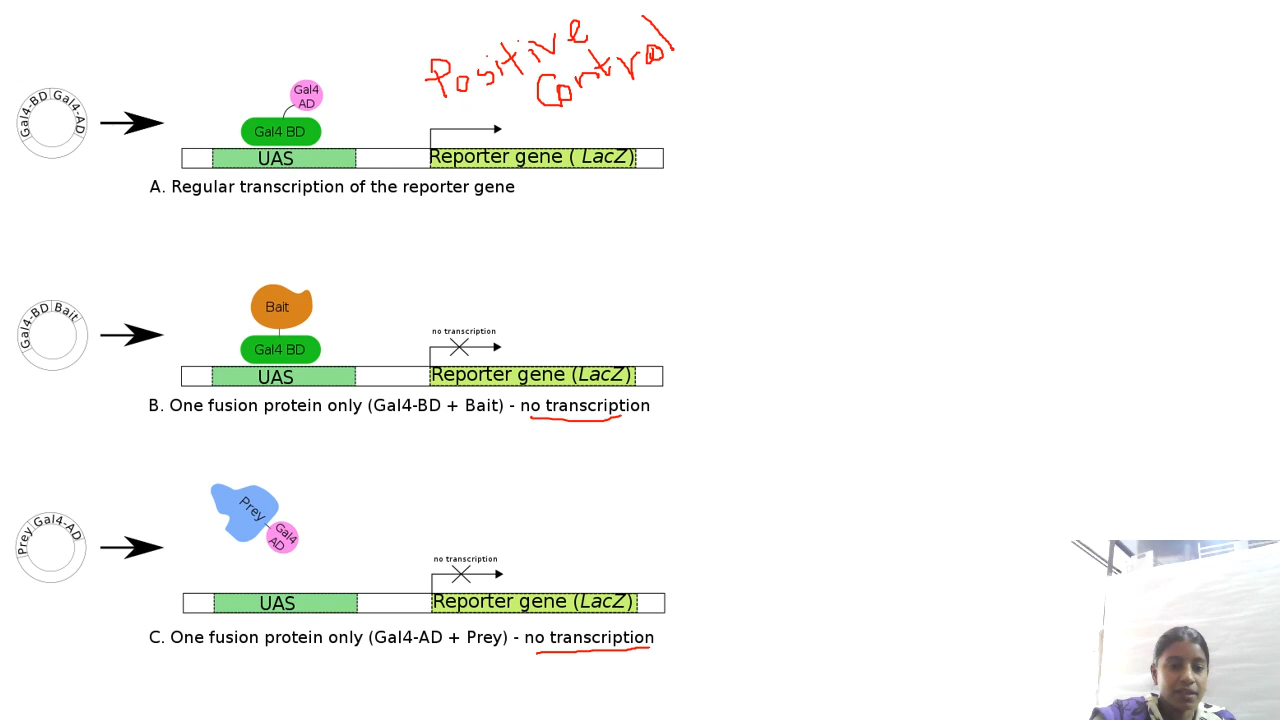 Positive
Control
Gal4-BD Gal4-AD
Gal4
AD
Gal4 BD
UAS
Reporter gene ( LacZ)
A. Regular transcription of the reporter gene
Gal4-BD Bait
Bait
Gal4 BD
no transcription
UAS
Reporter gene (LacZ)
B. One fusion protein only (Gal4-BD + Bait) - no transcription
Prey Gal4-AD
Prey
Gal4
AD
no transcription
UAS
Reporter gene (LacZ)
C. One fusion protein only (Gal4-AD + Prey) - no transcription